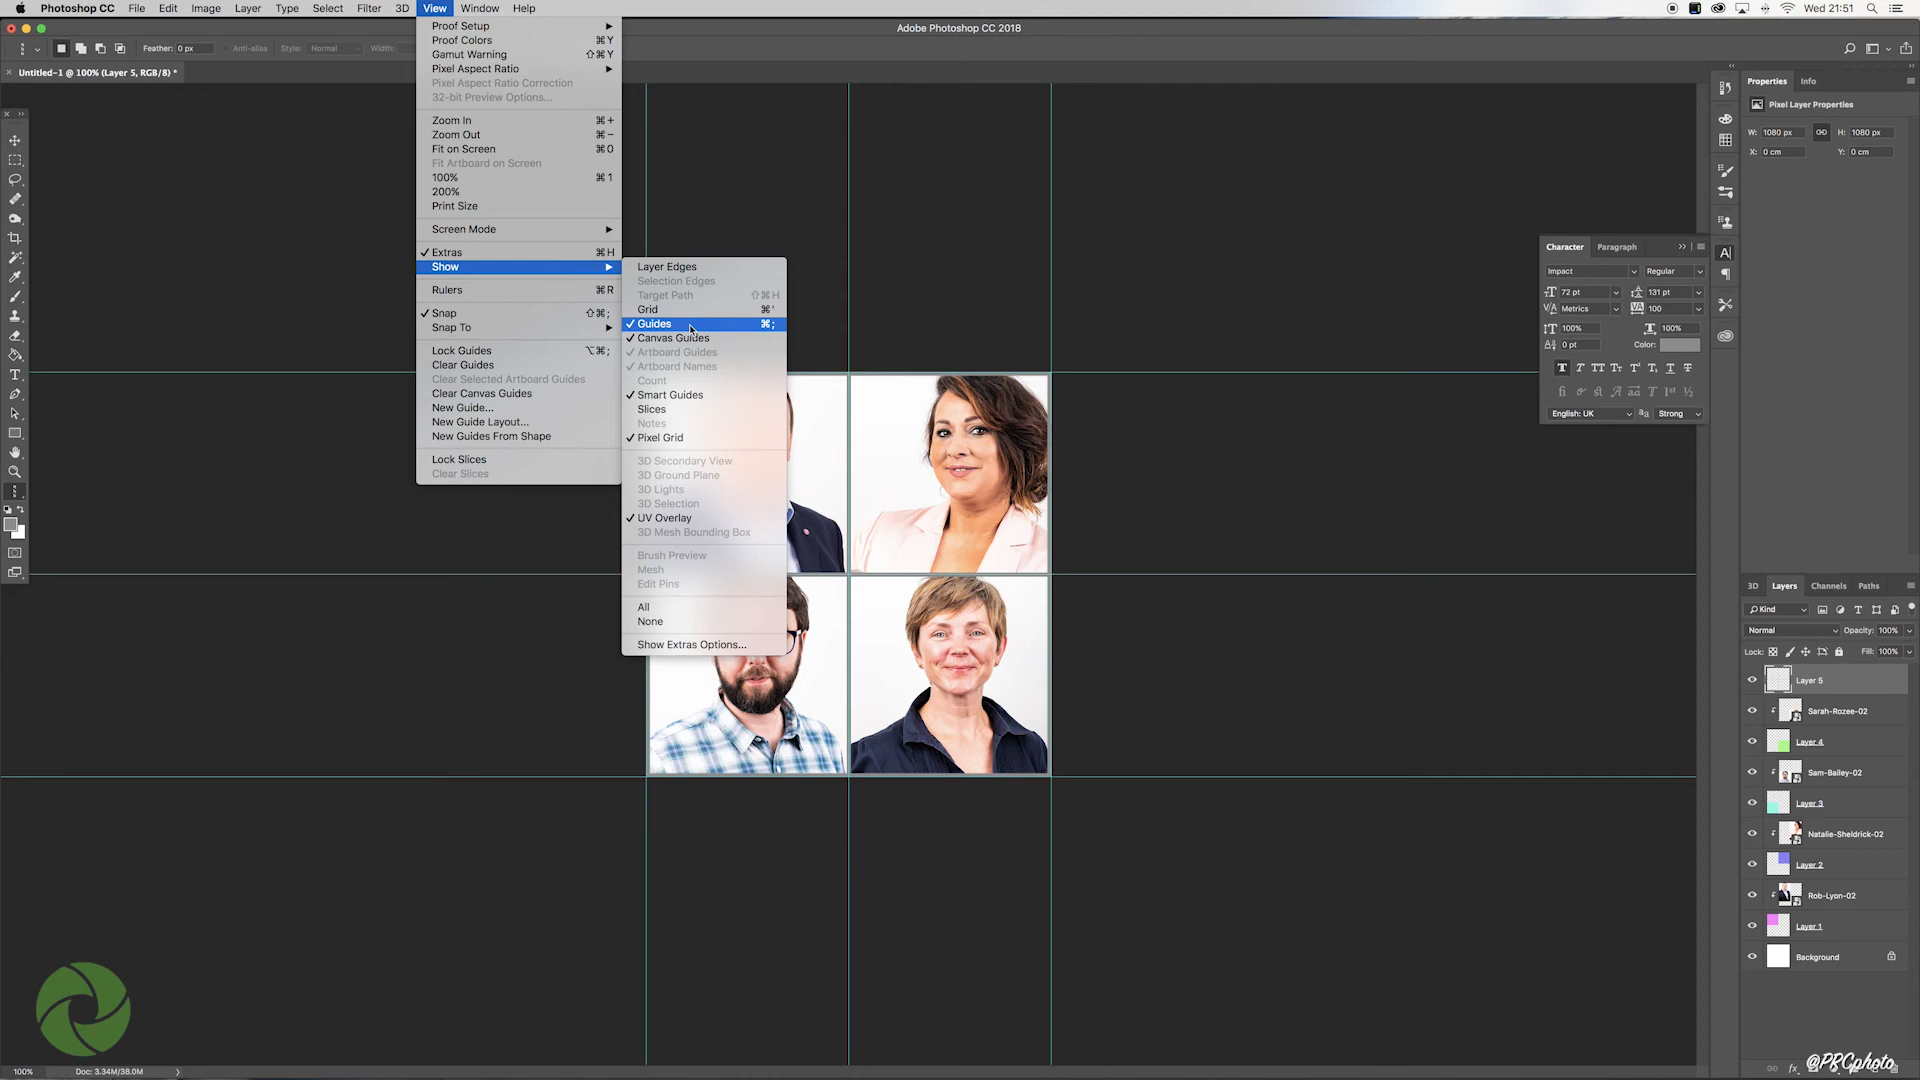 Photoshop CC File Edit Image Layer Type Select Filter 3D View Window Help Wed 21:51
Adobe Photoshop CC 2018
Feather: 0 px Anti-alias Style: Normal Width:
Untitled-1 @ 100% (Layer 5, RGB/8) *
Proof Setup
Proof Colors ⌘Y
Gamut Warning ⇧⌘Y
Pixel Aspect Ratio
Pixel Aspect Ratio Correction
32-bit Preview Options...
Zoom In ⌘+
Zoom Out ⌘−
Fit on Screen ⌘0
Fit Artboard on Screen
100% ⌘1
200%
Print Size
Screen Mode
✓ Extras ⌘H
Show
Rulers ⌘R
✓ Snap ⇧⌘;
Snap To
Lock Guides ⌥⌘;
Clear Guides
Clear Selected Artboard Guides
Clear Canvas Guides
New Guide...
New Guide Layout...
New Guides From Shape
Lock Slices
Clear Slices
Layer Edges
Selection Edges
Target Path ⇧⌘H
Grid ⌘'
✓ Guides ⌘;
✓ Canvas Guides
✓ Artboard Guides
✓ Artboard Names
Count
✓ Smart Guides
Slices
Notes
✓ Pixel Grid
3D Secondary View
3D Ground Plane
3D Lights
3D Selection
✓ UV Overlay
3D Mesh Bounding Box
Brush Preview
Mesh
Edit Pins
All
None
Show Extras Options...
Properties Info
Pixel Layer Properties
W: 1080 px H: 1080 px
X: 0 cm Y: 0 cm
Character Paragraph
Impact Regular
72 pt 131 pt
Metrics 100
100% 100%
0 pt Color:
English: UK Strong
3D Layers Channels Paths
Kind
Normal Opacity: 100%
Lock: Fill: 100%
Layer 5
Sarah-Rozee-02
Layer 4
Sam-Bailey-02
Layer 3
Natalie-Sheldrick-02
Layer 2
Rob-Lyon-02
Layer 1
Background
100% Doc: 3.34M/38.0M
@PRCphoto